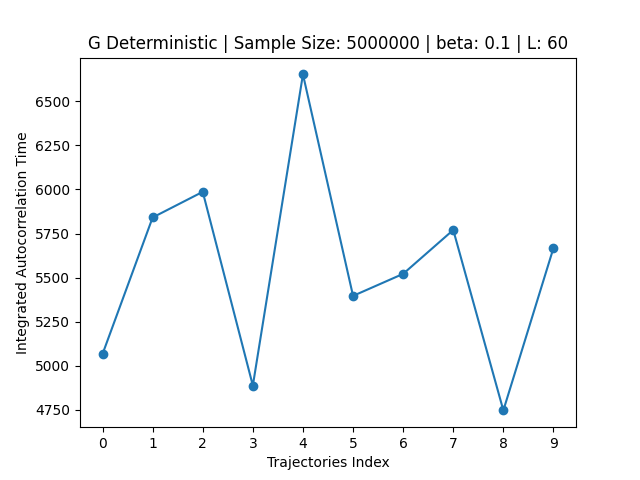 G Deterministic | Sample Size: 5000000 | beta: 0.1 | L: 60
Integrated Autocorrelation Time
6500
6250
6000
5750
5500
5250
5000
4750
0 1 2 3 4 5 6 7 8 9
Trajectories Index